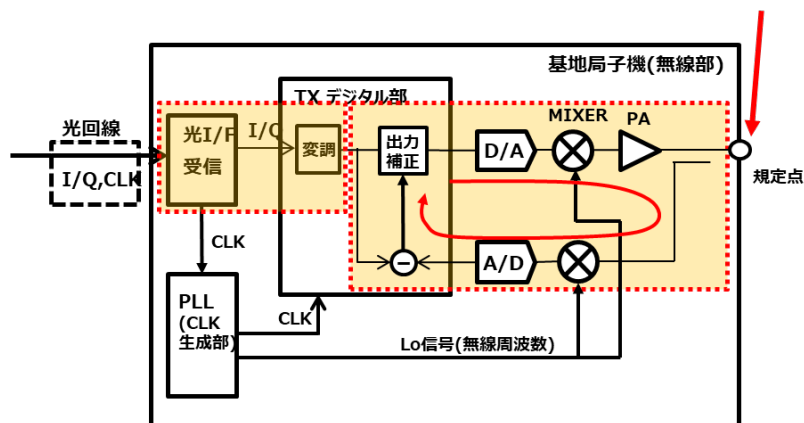 基地局子機(無線部)
TX デジタル部
MIXER
PA
光回線
I/Q,CLK
光I/F
受信
I/Q
変調
出力
補正
D/A
規定点
CLK
−
A/D
PLL
(CLK
生成部)
CLK
Lo信号(無線周波数)